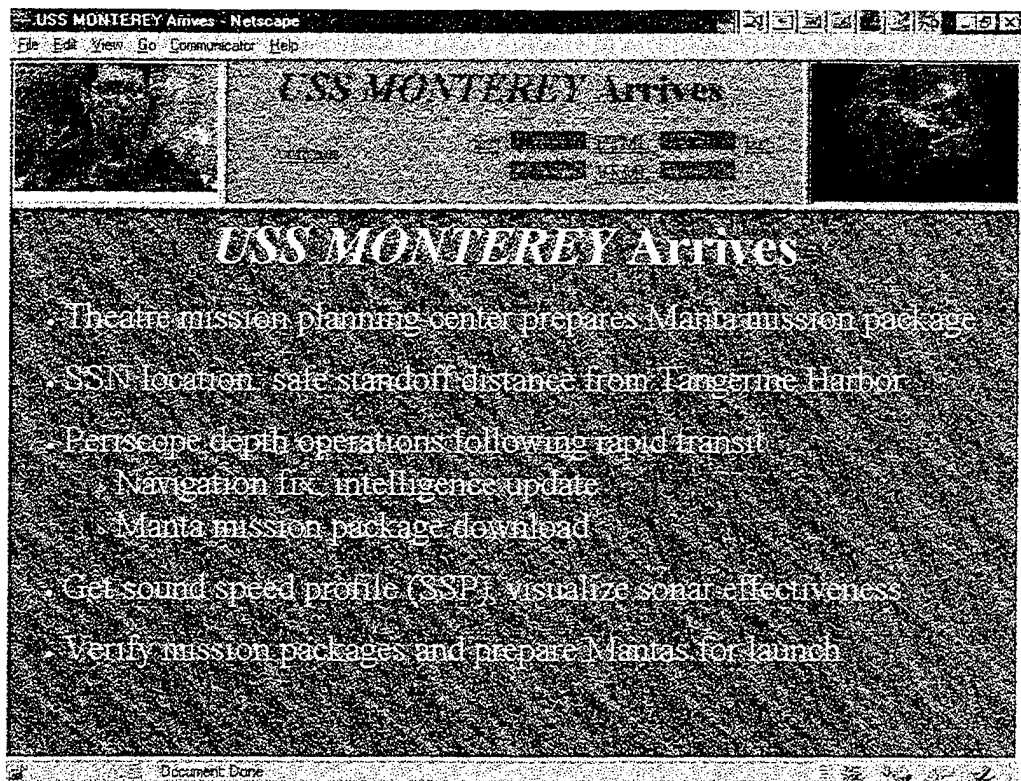 USS MONTEREY Arrives - Netscape
File Edit View Go Communicator Help
USS MONTEREY Arrives
USS MONTEREY Arrives
. Theatre mission planning center prepares Manta mission package
. SSN location: safe standoff distance from Tangerine Harbor
. Periscope depth operations following rapid transit
. Navigation fix, intelligence update
. Manta mission package download
. Get sound speed profile (SSP), visualize sonar effectiveness
. Verify mission packages and prepare Mantas for launch
Document: Done